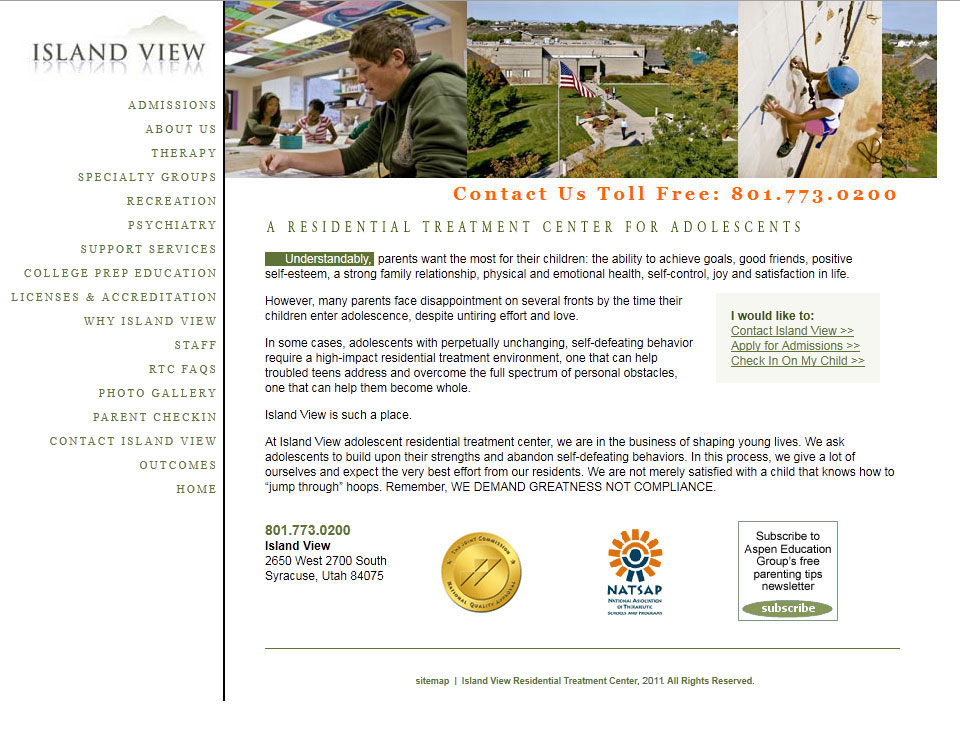 ISLAND VIEW
ADMISSIONS
ABOUT US
THERAPY
SPECIALTY GROUPS
RECREATION
PSYCHIATRY
SUPPORT SERVICES
COLLEGE PREP EDUCATION
LICENSES & ACCREDITATION
WHY ISLAND VIEW
STAFF
RTC FAQS
PHOTO GALLERY
PARENT CHECKIN
CONTACT ISLAND VIEW
OUTCOMES
HOME
Contact Us Toll Free: 801.773.0200
A RESIDENTIAL TREATMENT CENTER FOR ADOLESCENTS
Understandably, parents want the most for their children: the ability to achieve goals, good friends, positive
self-esteem, a strong family relationship, physical and emotional health, self-control, joy and satisfaction in life.
However, many parents face disappointment on several fronts by the time their
children enter adolescence, despite untiring effort and love.
In some cases, adolescents with perpetually unchanging, self-defeating behavior
require a high-impact residential treatment environment, one that can help
troubled teens address and overcome the full spectrum of personal obstacles,
one that can help them become whole.
Island View is such a place.
I would like to:
Contact Island View >>
Apply for Admissions >>
Check In On My Child >>
At Island View adolescent residential treatment center, we are in the business of shaping young lives. We ask
adolescents to build upon their strengths and abandon self-defeating behaviors. In this process, we give a lot of
ourselves and expect the very best effort from our residents. We are not merely satisfied with a child that knows how to
“jump through” hoops. Remember, WE DEMAND GREATNESS NOT COMPLIANCE.
801.773.0200
Island View
2650 West 2700 South
Syracuse, Utah 84075
The Joint Commission
National Quality Approval
NATSAP
National Association
of Therapeutic
Schools and Programs
Subscribe to
Aspen Education
Group's free
parenting tips
newsletter
subscribe
sitemap | Island View Residential Treatment Center, 2011. All Rights Reserved.